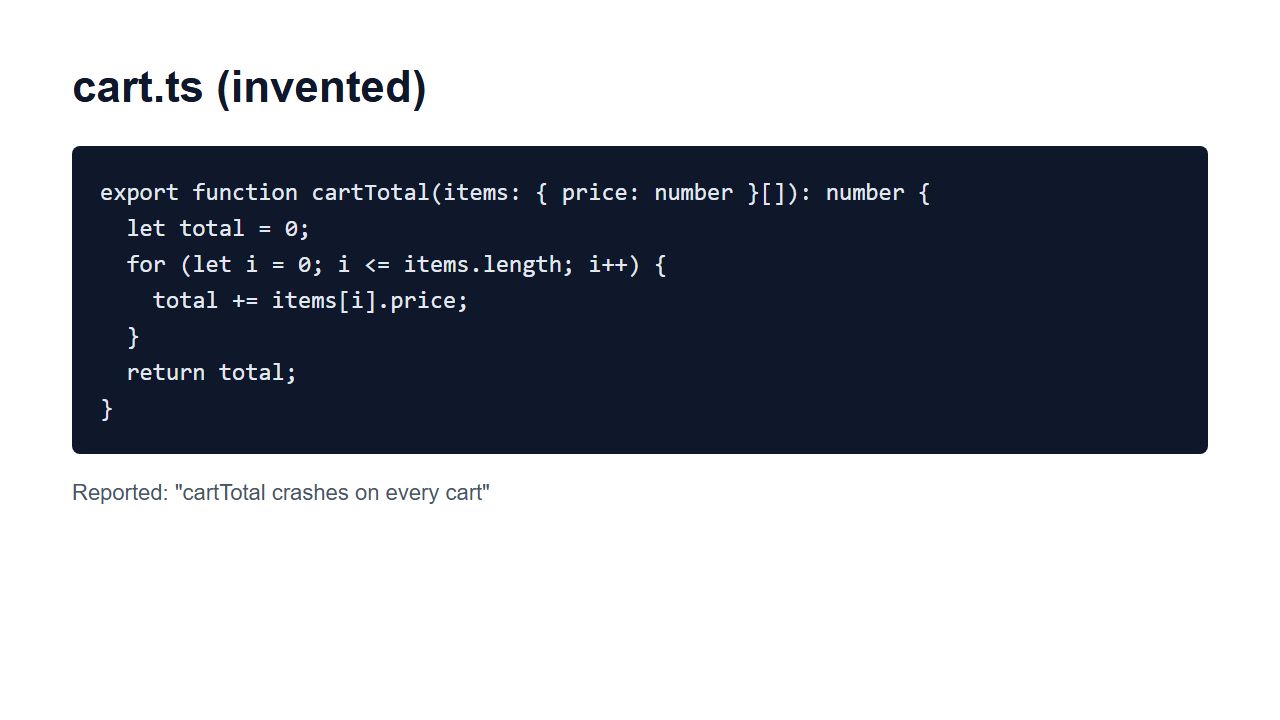 cart.ts (invented)
export function cartTotal(items: { price: number }[]): number {
  let total = 0;
  for (let i = 0; i <= items.length; i++) {
    total += items[i].price;
  }
  return total;
}
Reported: "cartTotal crashes on every cart"